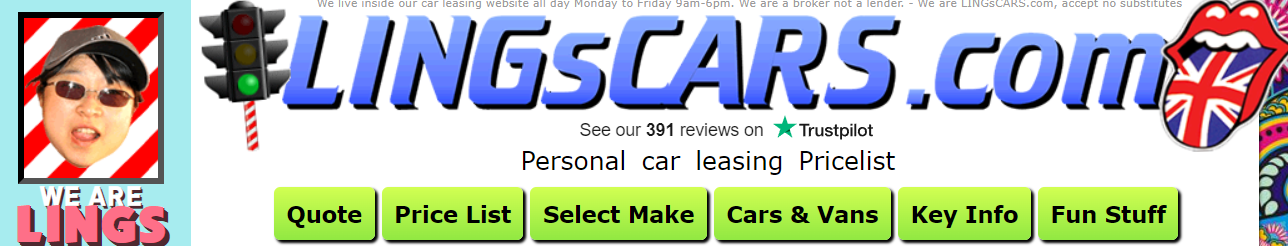 We live inside our car leasing website all day Monday to Friday 9am-6pm. We are a broker not a lender. - We are LINGsCARS.com, accept no substitutes
LINGsCARS.com
See our 391 reviews on Trustpilot
Personal car leasing Pricelist
WE ARE
LINGS
Quote Price List Select Make Cars & Vans Key Info Fun Stuff